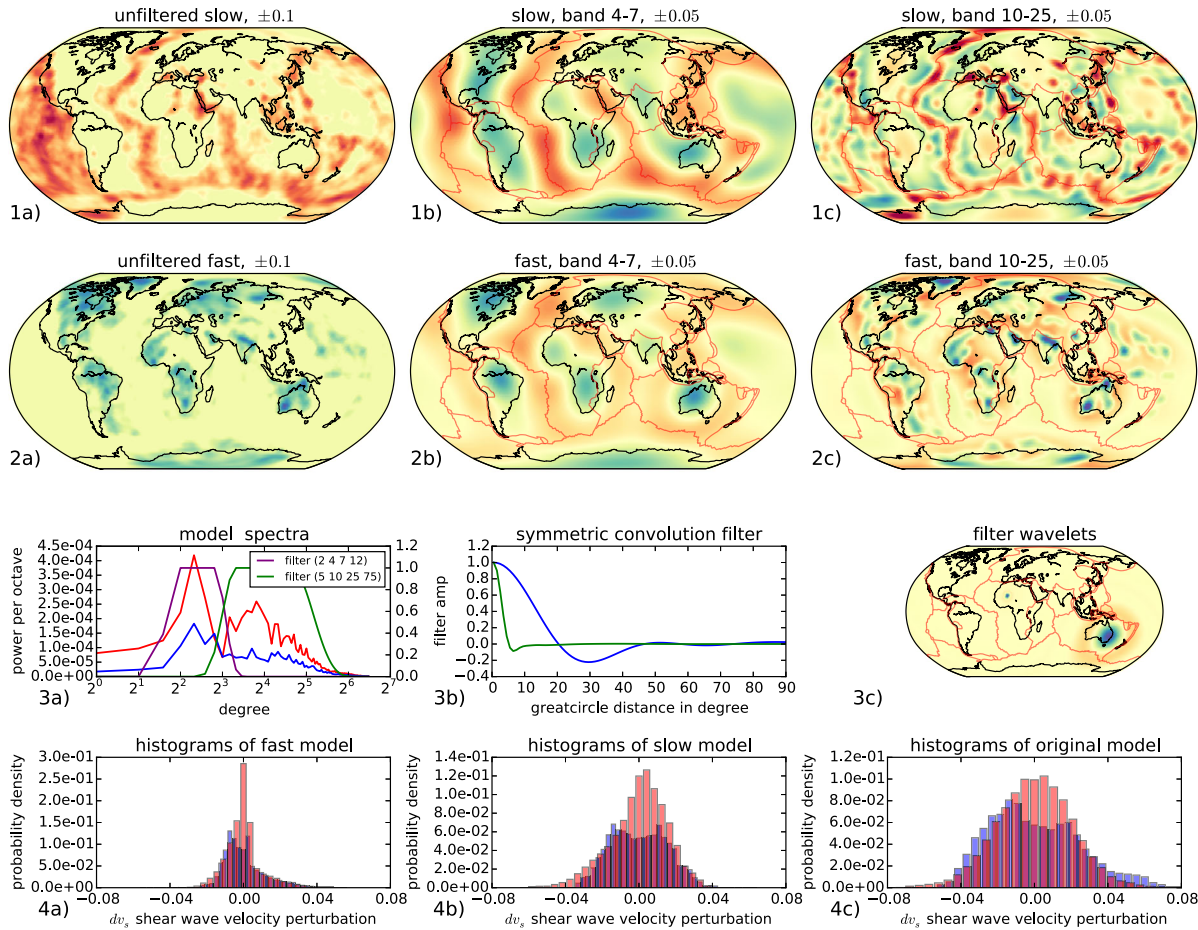 unfiltered slow, ±0.1
slow, band 4-7, ±0.05
slow, band 10-25, ±0.05
1a)
1b)
1c)
unfiltered fast, ±0.1
fast, band 4-7, ±0.05
fast, band 10-25, ±0.05
2a)
2b)
2c)
model spectra
4.5e-04
4.0e-04
3.5e-04
3.0e-04
2.5e-04
2.0e-04
1.5e-04
1.0e-04
5.0e-05
0.0e+00
power per octave
filter (2 4 7 12)
filter (5 10 25 75)
1.2
1.0
0.8
0.6
0.4
0.2
0.0
2^0 2^1 2^2 2^3 2^4 2^5 2^6 2^7
degree
3a)
symmetric convolution filter
1.2
1.0
0.8
0.6
0.4
0.2
0.0
−0.2
−0.4
filter amp
0 10 20 30 40 50 60 70 80 90
greatcircle distance in degree
3b)
filter wavelets
3c)
histograms of fast model
3.0e-01
2.5e-01
2.0e-01
1.5e-01
1.0e-01
5.0e-02
0.0e+00
probability density
−0.08 −0.04 0.00 0.04 0.08
dv_s shear wave velocity perturbation
4a)
histograms of slow model
1.4e-01
1.2e-01
1.0e-01
8.0e-02
6.0e-02
4.0e-02
2.0e-02
0.0e+00
probability density
−0.08 −0.04 0.00 0.04 0.08
dv_s shear wave velocity perturbation
4b)
histograms of original model
1.2e-01
1.0e-01
8.0e-02
6.0e-02
4.0e-02
2.0e-02
0.0e+00
probability density
−0.08 −0.04 0.00 0.04 0.08
dv_s shear wave velocity perturbation
4c)